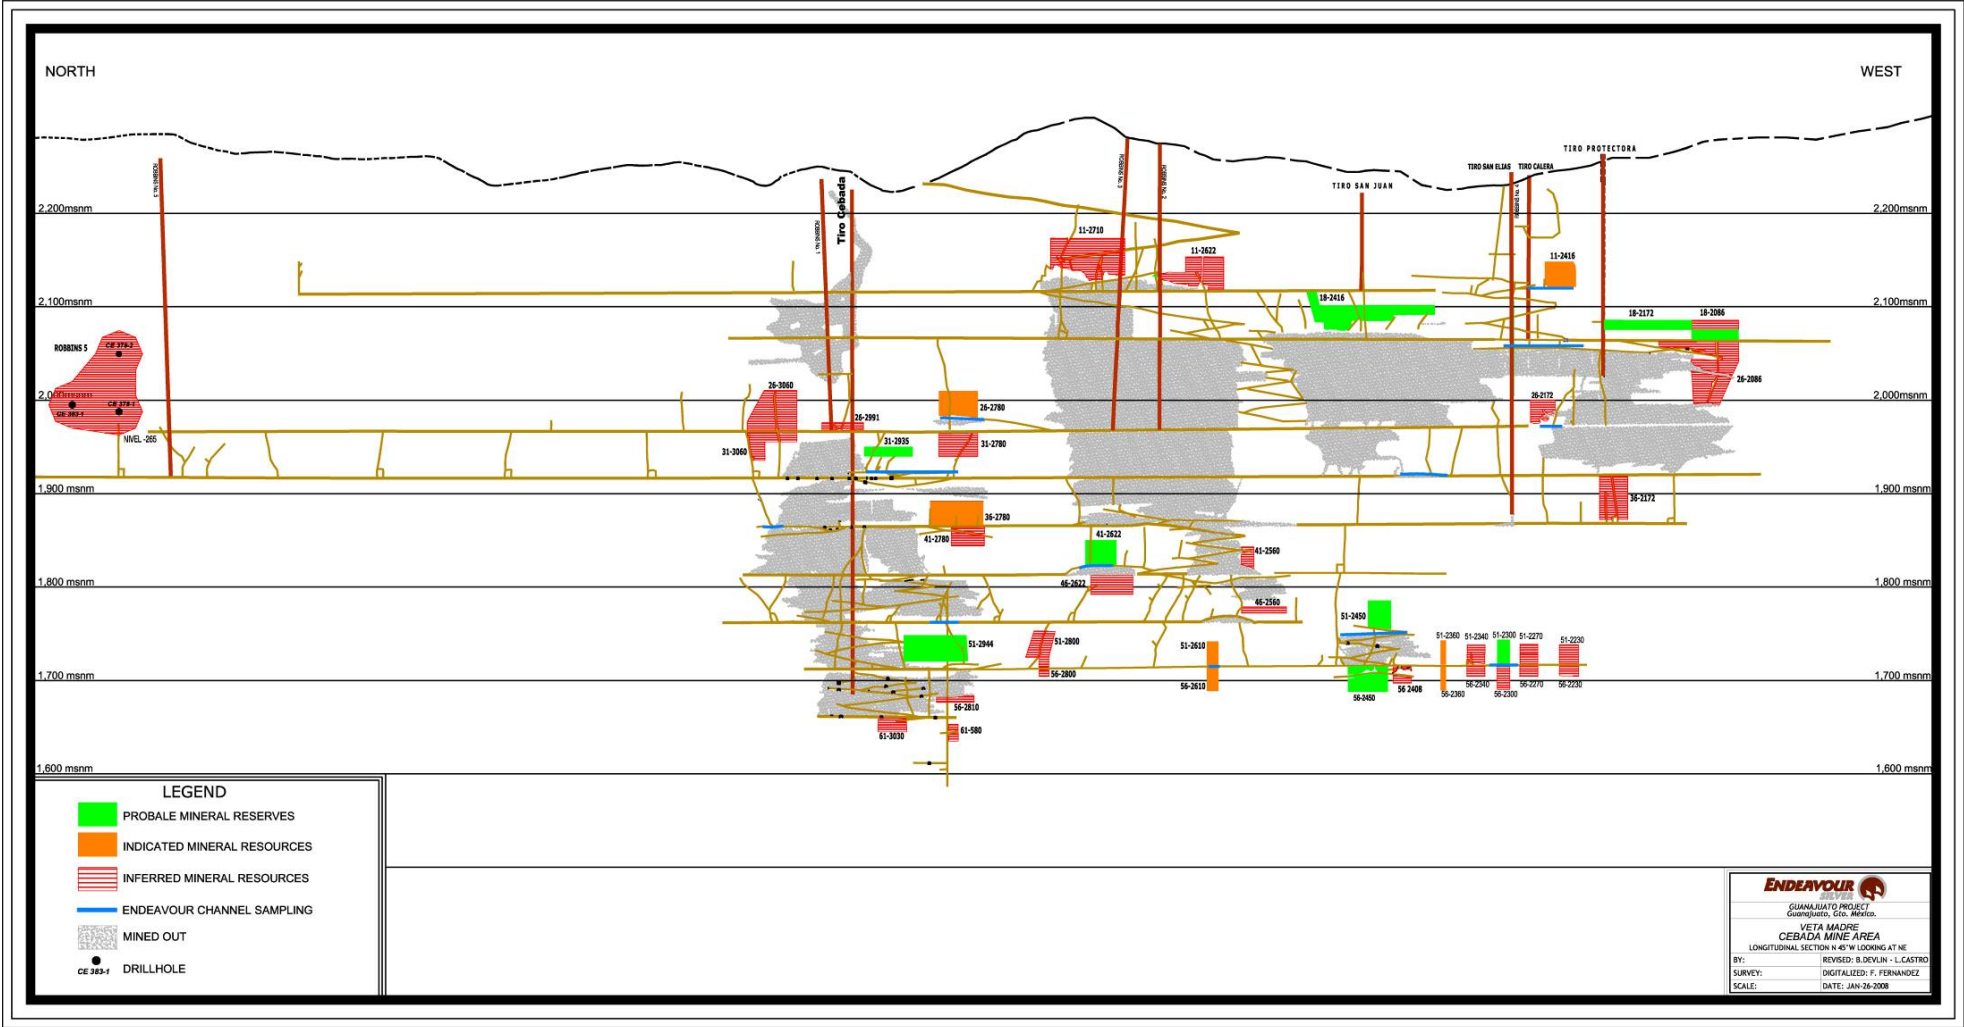 NORTH
WEST
TIRO PROTECTORA
TIRO SAN ELIAS
TIRO CALERA
TIRO SAN JUAN
ROBBINS No. 3
ROBBINS No. 2
ROBBINS No. 1
Tiro Cebada
2,200msnm
2,200msnm
11-2710
11-2622
11-2416
2,100msnm
2,100msnm
18-2416
18-2172
18-2086
ROBBINS 5
CE 379-2
26-2086
2,000msnm
CE 383-1
CE 378-1
26-3060
26-2780
26-2172
2,000msnm
26-2991
NIVEL -265
31-3060
31-2935
31-2780
1,900 msnm
1,900 msnm
36-2172
36-2780
41-2780
41-2622
41-2560
1,800 msnm
1,800 msnm
46-2622
46-2560
51-2450
51-2944
51-2800
51-2610
51-2360
51-2340
51-2300
51-2270
51-2230
1,700 msnm
1,700 msnm
56-2800
56-2610
56-2450
56 2408
56-2360
56-2340
56-2300
56-2270
56-2230
56-2810
61-3030
61-580
1,600 msnm
1,600 msnm
LEGEND
PROBALE MINERAL RESERVES
INDICATED MINERAL RESOURCES
INFERRED MINERAL RESOURCES
ENDEAVOUR CHANNEL SAMPLING
MINED OUT
CE 383-1 DRILLHOLE
ENDEAVOUR
SILVER
GUANAJUATO PROJECT
Guanajuato, Gto. México.
VETA MADRE
CEBADA MINE AREA
LONGITUDINAL SECTION N 45°W LOOKING AT NE
BY: REVISED: B.DEVLIN - L.CASTRO
SURVEY: DIGITALIZED: F. FERNANDEZ
SCALE: DATE: JAN-26-2008